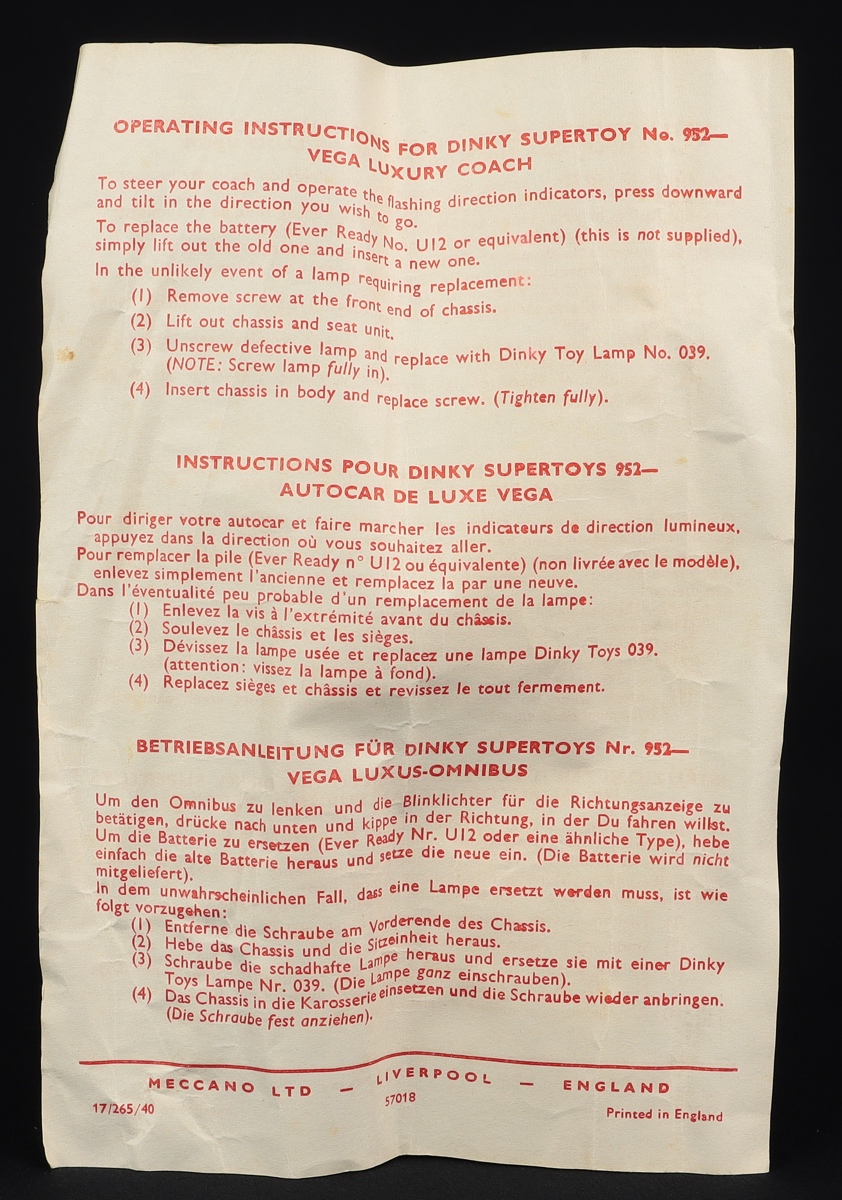 OPERATING INSTRUCTIONS FOR DINKY SUPERTOY No. 952—
VEGA LUXURY COACH
To steer your coach and operate the flashing direction indicators, press downward
and tilt in the direction you wish to go.
To replace the battery (Ever Ready No. U12 or equivalent) (this is not supplied),
simply lift out the old one and insert a new one.
In the unlikely event of a lamp requiring replacement:
(1) Remove screw at the front end of chassis.
(2) Lift out chassis and seat unit.
(3) Unscrew defective lamp and replace with Dinky Toy Lamp No. 039.
(NOTE: Screw lamp fully in).
(4) Insert chassis in body and replace screw. (Tighten fully).
INSTRUCTIONS POUR DINKY SUPERTOYS 952—
AUTOCAR DE LUXE VEGA
Pour diriger votre autocar et faire marcher les indicateurs de direction lumineux,
appuyez dans la direction où vous souhaitez aller.
Pour remplacer la pile (Ever Ready n° U12 ou équivalente) (non livrée avec le modèle),
enlevez simplement l'ancienne et remplacez la par une neuve.
Dans l'éventualité peu probable d'un remplacement de la lampe:
(1) Enlevez la vis à l'extrémité avant du châssis.
(2) Soulevez le châssis et les sièges.
(3) Dévissez la lampe usée et replacez une lampe Dinky Toys 039.
(attention: vissez la lampe à fond).
(4) Replacez sièges et châssis et revissez le tout fermement.
BETRIEBSANLEITUNG FÜR DINKY SUPERTOYS Nr. 952—
VEGA LUXUS-OMNIBUS
Um den Omnibus zu lenken und die Blinklichter für die Richtungsanzeige zu
betätigen, drücke nach unten und kippe in der Richtung, in der Du fahren willst.
Um die Batterie zu ersetzen (Ever Ready Nr. U12 oder eine ähnliche Type), hebe
einfach die alte Batterie heraus und setze die neue ein. (Die Batterie wird nicht
mitgeliefert).
In dem unwahrscheinlichen Fall, dass eine Lampe ersetzt werden muss, ist wie
folgt vorzugehen:
(1) Entferne die Schraube am Vorderende des Chassis.
(2) Hebe das Chassis und die Sitzeinheit heraus.
(3) Schraube die schadhafte Lampe heraus und ersetze sie mit einer Dinky
Toys Lampe Nr. 039. (Die Lampe ganz einschrauben).
(4) Das Chassis in die Karosserie einsetzen und die Schraube wieder anbringen.
(Die Schraube fest anziehen).
MECCANO LTD — LIVERPOOL — ENGLAND
17/265/40 57018 Printed in England